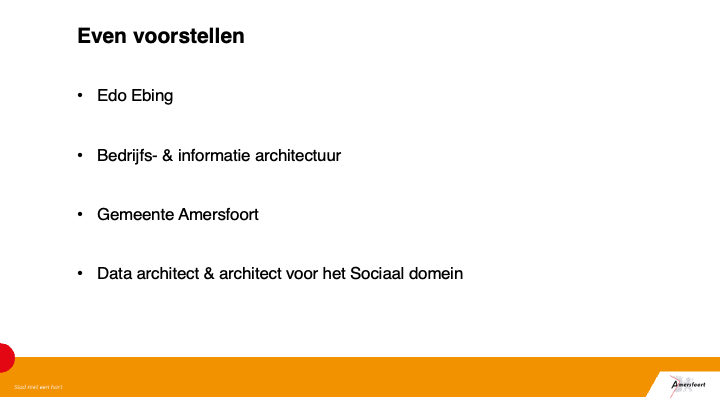 Even voorstellen
• Edo Ebing
• Bedrijfs- & informatie architectuur
• Gemeente Amersfoort
• Data architect & architect voor het Sociaal domein
Stad met een hart
Amersfoort